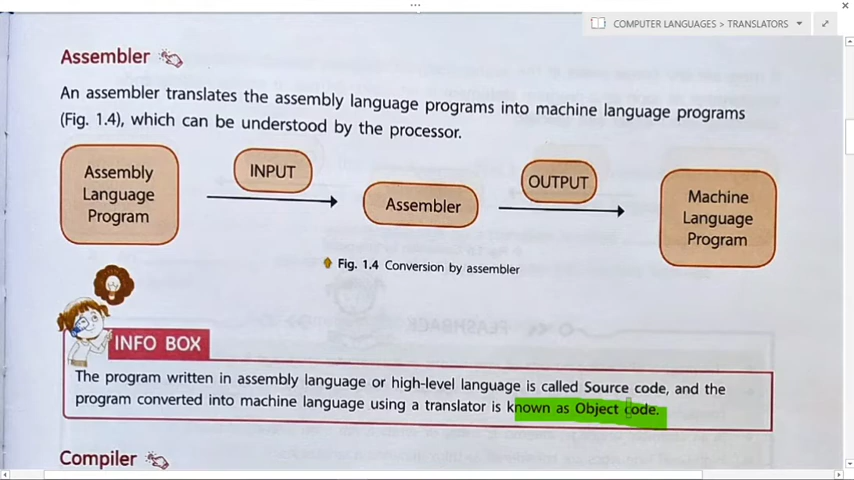 COMPUTER LANGUAGES > TRANSLATORS
Assembler
An assembler translates the assembly language programs into machine language programs
(Fig. 1.4), which can be understood by the processor.
Assembly
Language
Program
INPUT
Assembler
OUTPUT
Machine
Language
Program
Fig. 1.4 Conversion by assembler
FLASHBACK
INFO BOX
The program written in assembly language or high-level language is called Source code, and the
program converted into machine language using a translator is known as Object code.
Compiler